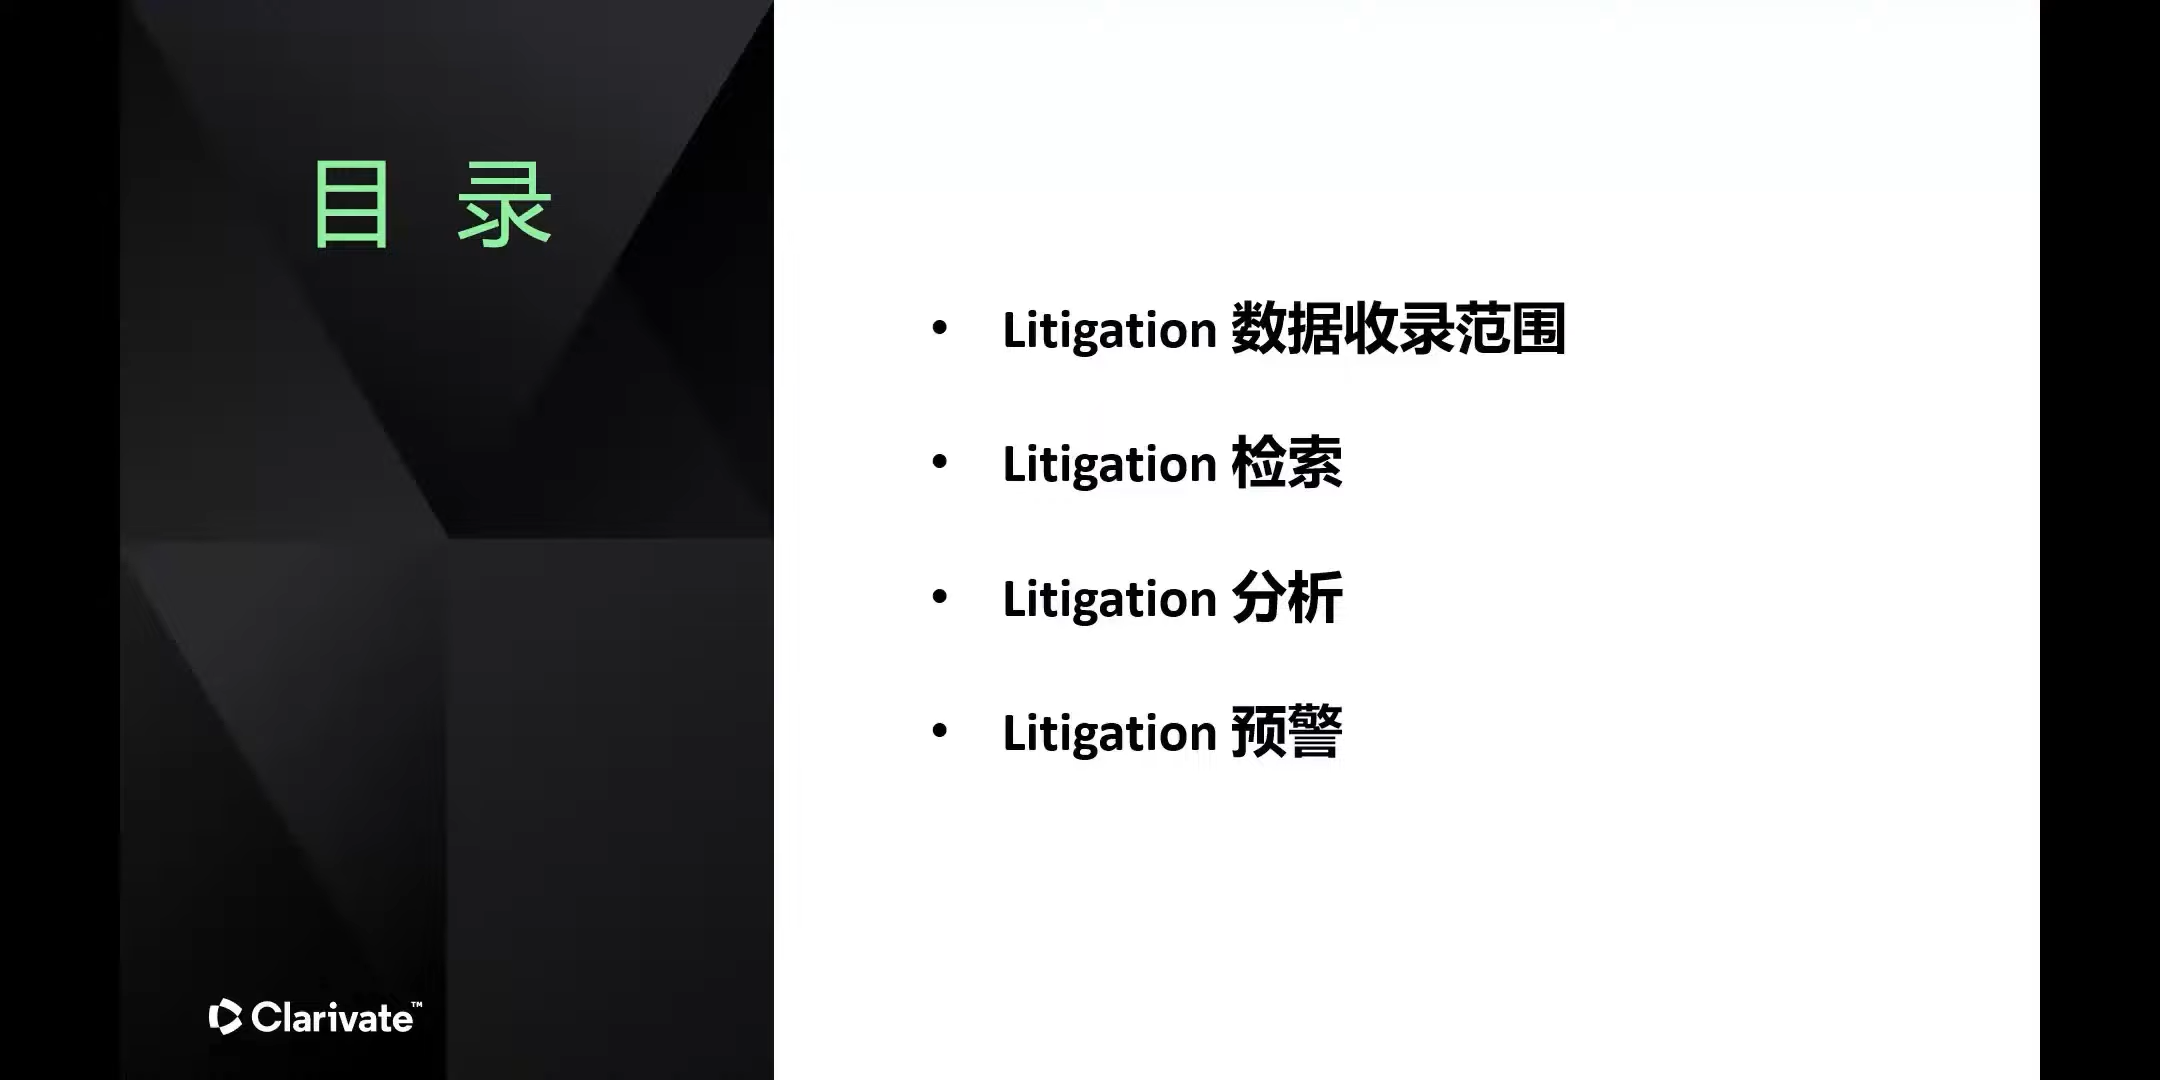 目 录
• Litigation 数据收录范围
• Litigation 检索
• Litigation 分析
• Litigation 预警
Clarivate™